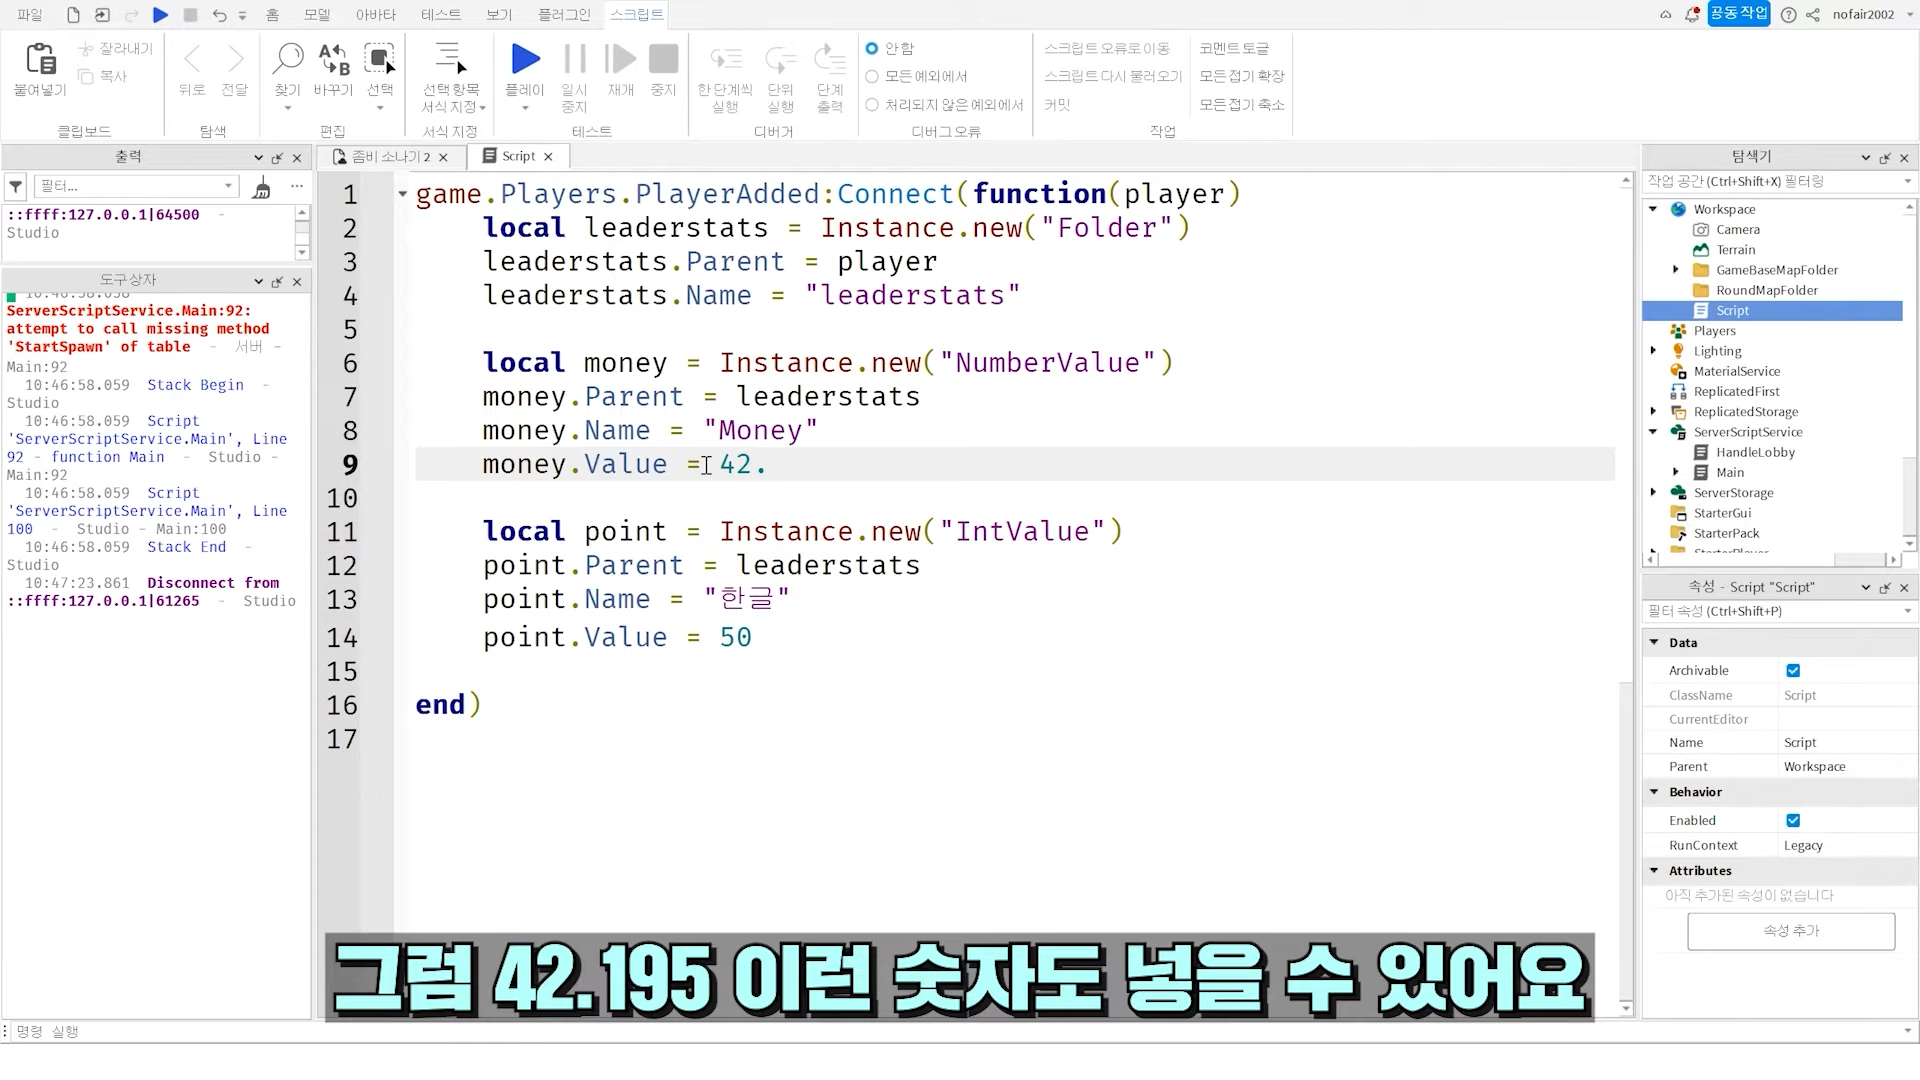 파일 홈 모델 아바타 테스트 보기 플러그인 스크립트 공동 작업 nofair2002
붙여넣기 잘라내기 복사 클립보드
뒤로 전달 탐색
찾기 바꾸기 선택 편집
선택 항목 서식 지정 서식 지정
플레이 일시 중지 재개 중지 테스트
한 단계씩 실행 단위 실행 단계 출력 디버거
안 함
모든 예외에서
처리되지 않은 예외에서
디버그 오류
스크립트 오류로 이동 코멘트 토글
스크립트 다시 불러오기 모든 접기 확장
커밋 모든 접기 축소
작업
출력
필터...
::ffff:127.0.0.1|64500 -
Studio
도구상자
10:46:58.058
ServerScriptService.Main:92:
attempt to call missing method
'StartSpawn' of table - 서버 -
Main:92
10:46:58.059 Stack Begin -
Studio
10:46:58.059 Script
'ServerScriptService.Main', Line
92 - function Main - Studio -
Main:92
10:46:58.059 Script
'ServerScriptService.Main', Line
100 - Studio - Main:100
10:46:58.059 Stack End -
Studio
10:47:23.861 Disconnect from
::ffff:127.0.0.1|61265 - Studio
좀비 소나기 2 Script
1 game.Players.PlayerAdded:Connect(function(player)
2 local leaderstats = Instance.new("Folder")
3 leaderstats.Parent = player
4 leaderstats.Name = "leaderstats"
5
6 local money = Instance.new("NumberValue")
7 money.Parent = leaderstats
8 money.Name = "Money"
9 money.Value = 42.
10
11 local point = Instance.new("IntValue")
12 point.Parent = leaderstats
13 point.Name = "한글"
14 point.Value = 50
15
16 end)
17
그럼 42.195 이런 숫자도 넣을 수 있어요
탐색기
작업 공간 (Ctrl+Shift+X) 필터링
Workspace
Camera
Terrain
GameBaseMapFolder
RoundMapFolder
Script
Players
Lighting
MaterialService
ReplicatedFirst
ReplicatedStorage
ServerScriptService
HandleLobby
Main
ServerStorage
StarterGui
StarterPack
StarterPlayer
속성 - Script "Script"
필터 속성 (Ctrl+Shift+P)
Data
Archivable
ClassName Script
CurrentEditor
Name Script
Parent Workspace
Behavior
Enabled
RunContext Legacy
Attributes
아직 추가된 속성이 없습니다
속성 추가
명령 실행